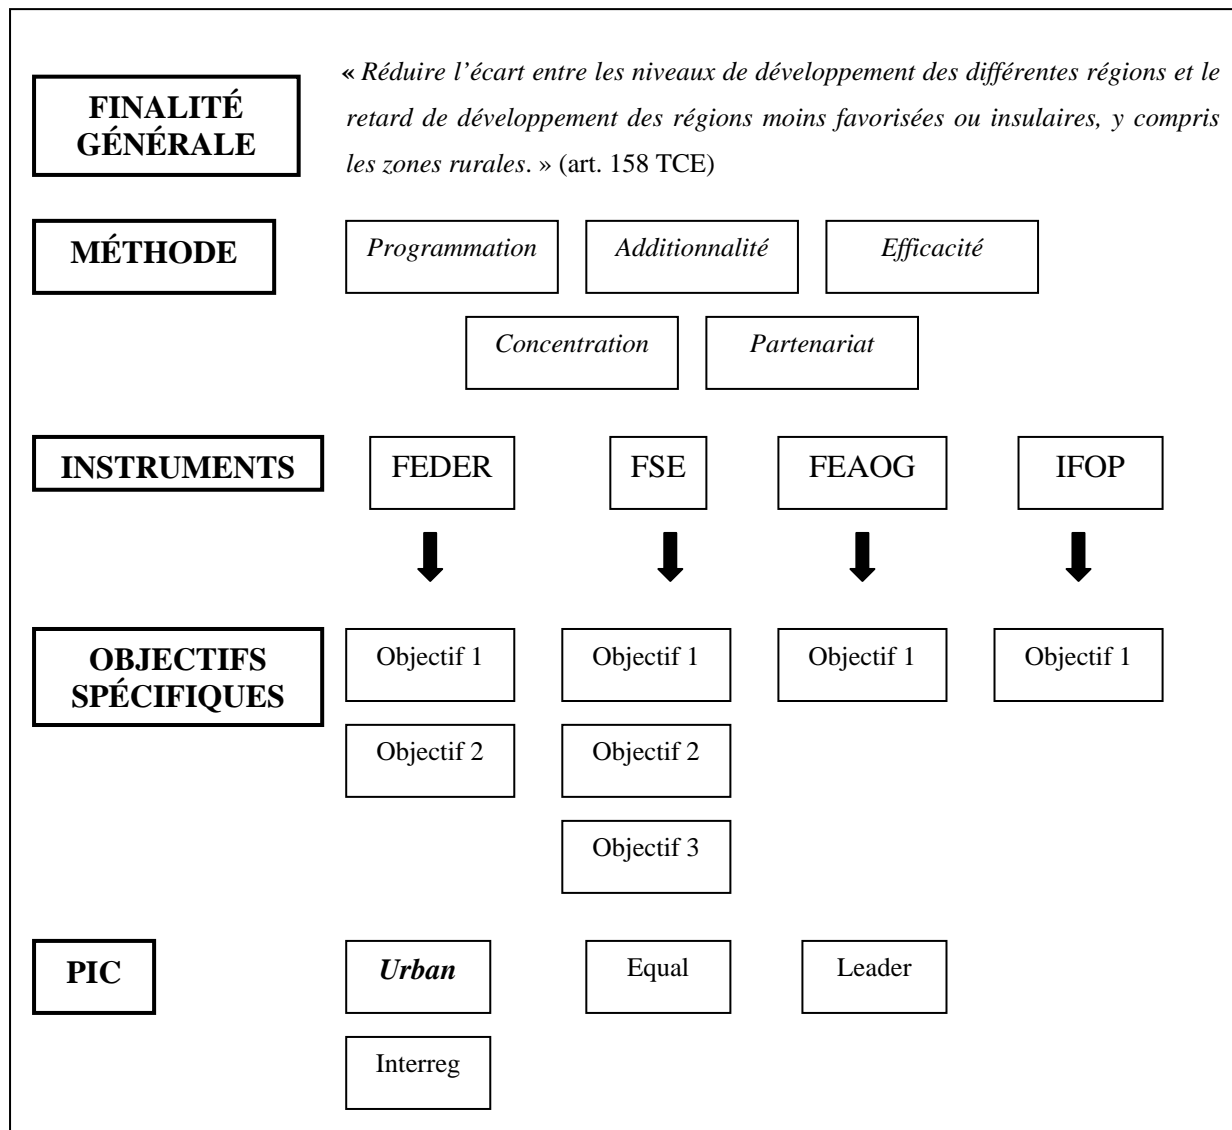 FINALITÉ
GÉNÉRALE
« Réduire l’écart entre les niveaux de développement des différentes régions et le
retard de développement des régions moins favorisées ou insulaires, y compris
les zones rurales. » (art. 158 TCE)
MÉTHODE
Programmation
Additionnalité
Efficacité
Concentration
Partenariat
INSTRUMENTS
FEDER
FSE
FEAOG
IFOP
OBJECTIFS
SPÉCIFIQUES
Objectif 1
Objectif 1
Objectif 1
Objectif 1
Objectif 2
Objectif 2
Objectif 3
PIC
Urban
Equal
Leader
Interreg